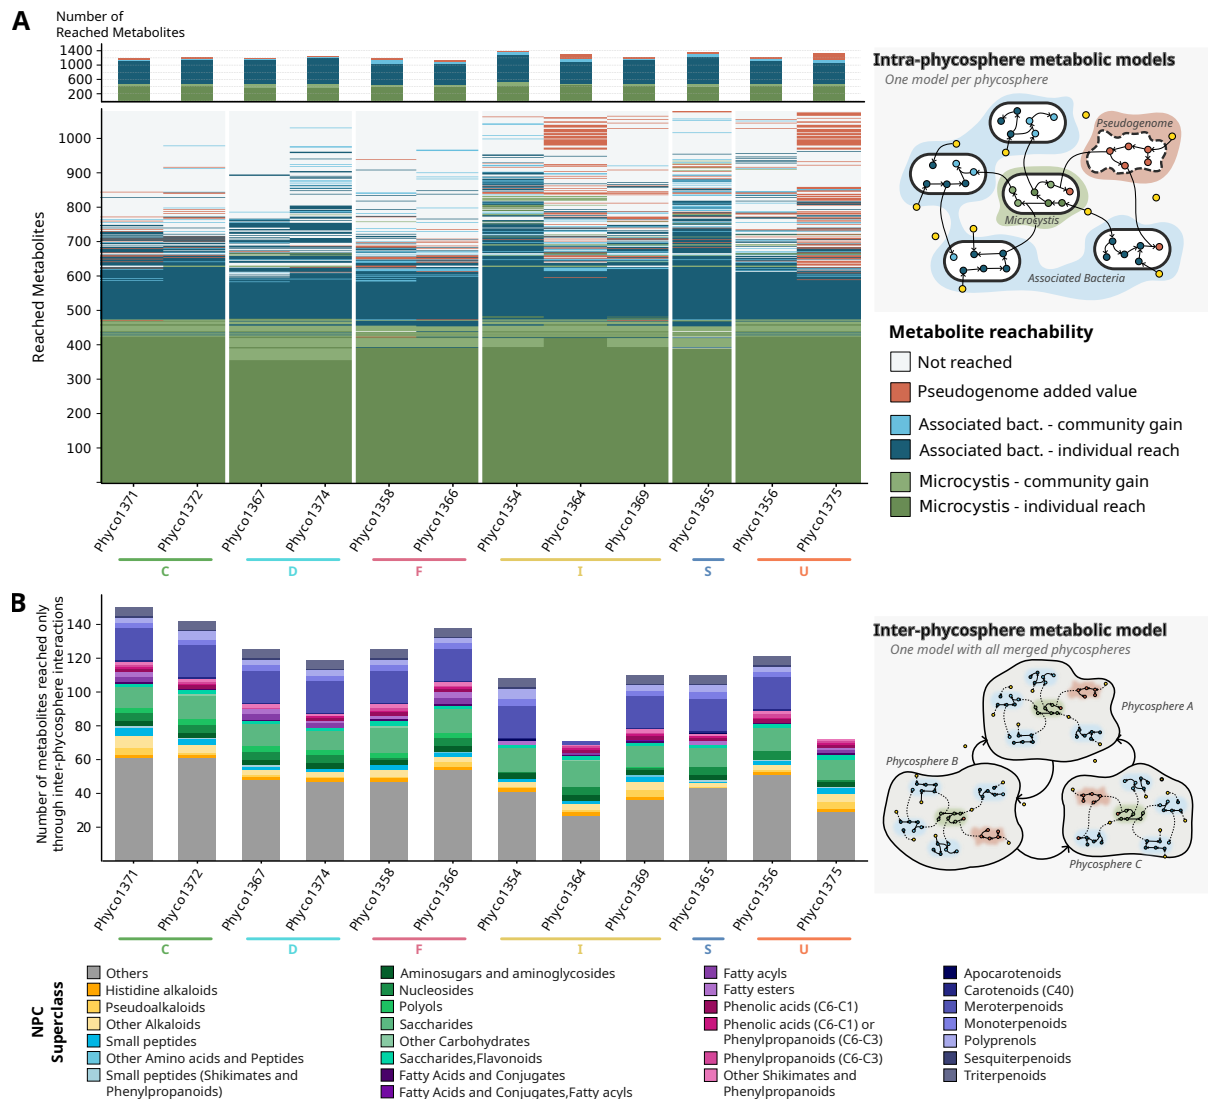 A
Number of
Reached Metabolites
1400
1000
600
200
Reached Metabolites
1000
900
800
700
600
500
400
300
200
100
Phyco1371
Phyco1372
Phyco1367
Phyco1374
Phyco1358
Phyco1366
Phyco1354
Phyco1364
Phyco1369
Phyco1365
Phyco1356
Phyco1375
C
D
F
I
S
U
Intra-phycosphere metabolic models
One model per phycosphere
Pseudogenome
Microcystis
Associated Bacteria
Metabolite reachability
Not reached
Pseudogenome added value
Associated bact. - community gain
Associated bact. - individual reach
Microcystis - community gain
Microcystis - individual reach
B
Number of metabolites reached only
through inter-phycosphere interactions
140
120
100
80
60
40
20
Phyco1371
Phyco1372
Phyco1367
Phyco1374
Phyco1358
Phyco1366
Phyco1354
Phyco1364
Phyco1369
Phyco1365
Phyco1356
Phyco1375
C
D
F
I
S
U
Inter-phycosphere metabolic model
One model with all merged phycospheres
Phycosphere A
Phycosphere B
Phycosphere C
NPC
Superclass
Others
Histidine alkaloids
Pseudoalkaloids
Other Alkaloids
Small peptides
Other Amino acids and Peptides
Small peptides (Shikimates and
Phenylpropanoids)
Aminosugars and aminoglycosides
Nucleosides
Polyols
Saccharides
Other Carbohydrates
Saccharides,Flavonoids
Fatty Acids and Conjugates
Fatty Acids and Conjugates,Fatty acyls
Fatty acyls
Fatty esters
Phenolic acids (C6-C1)
Phenolic acids (C6-C1) or
Phenylpropanoids (C6-C3)
Phenylpropanoids (C6-C3)
Other Shikimates and
Phenylpropanoids
Apocarotenoids
Carotenoids (C40)
Meroterpenoids
Monoterpenoids
Polyprenols
Sesquiterpenoids
Triterpenoids